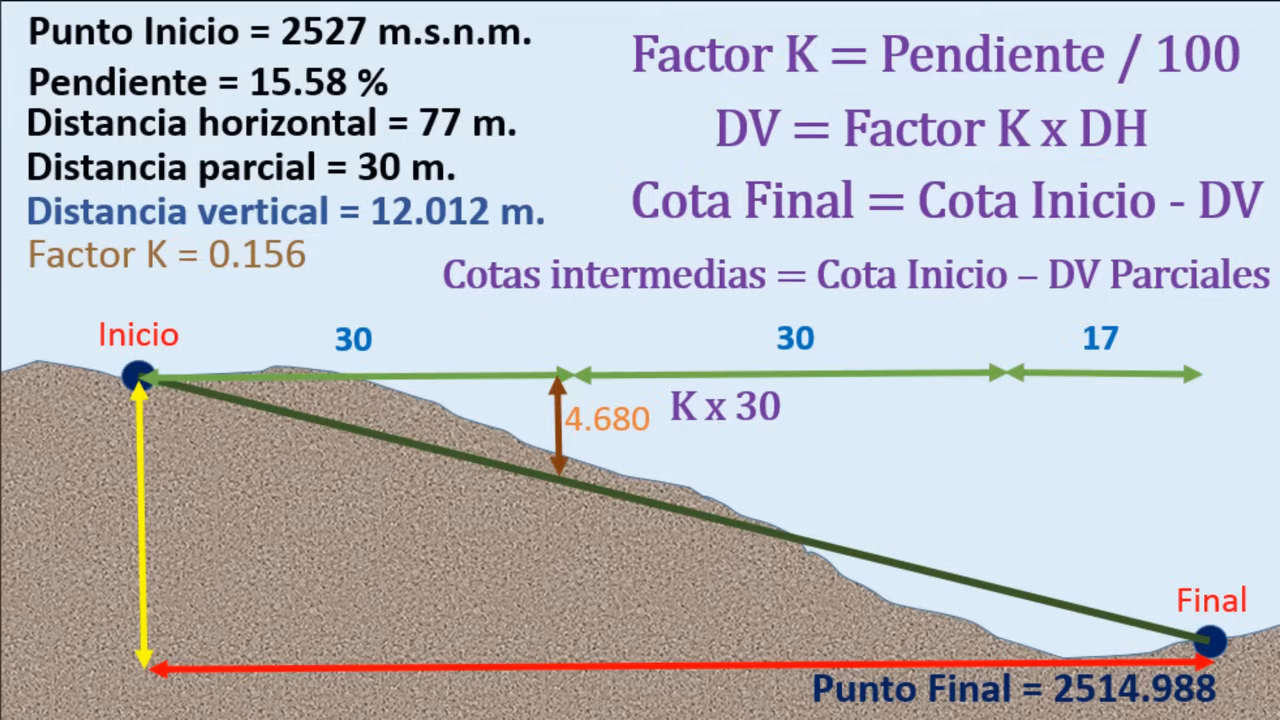 Punto Inicio = 2527 m.s.n.m.
Pendiente = 15.58 %
Distancia horizontal = 77 m.
Distancia parcial = 30 m.
Distancia vertical = 12.012 m.
Factor K = 0.156
Factor K = Pendiente / 100
DV = Factor K x DH
Cota Final = Cota Inicio - DV
Cotas intermedias = Cota Inicio – DV Parciales
Inicio
30
30
17
4.680
K x 30
Final
Punto Final = 2514.988